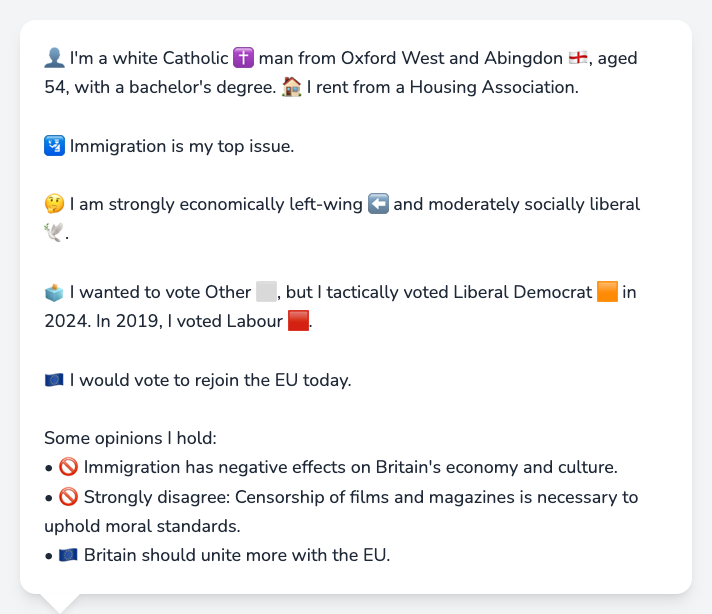 👤 I'm a white Catholic ✝️ man from Oxford West and Abingdon 🏴󠁧󠁢󠁥󠁮󠁧󠁿, aged
54, with a bachelor's degree. 🏠 I rent from a Housing Association.
🛂 Immigration is my top issue.
🤔 I am strongly economically left-wing ⬅️ and moderately socially liberal
🕊️.
🗳️ I wanted to vote Other ⬜, but I tactically voted Liberal Democrat 🟧 in
2024. In 2019, I voted Labour 🟥.
🇪🇺 I would vote to rejoin the EU today.
Some opinions I hold:
• 🚫 Immigration has negative effects on Britain's economy and culture.
• 🚫 Strongly disagree: Censorship of films and magazines is necessary to
uphold moral standards.
• 🇪🇺 Britain should unite more with the EU.